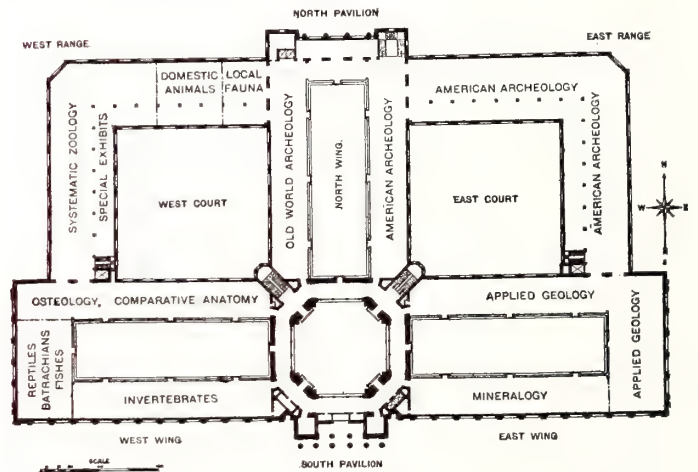 NORTH PAVILION
WEST RANGE
EAST RANGE
DOMESTIC
ANIMALS
LOCAL
FAUNA
AMERICAN ARCHEOLOGY
SYSTEMATIC ZOOLOGY
SPECIAL EXHIBITS
WEST COURT
OLD WORLD ARCHEOLOGY
NORTH WING.
AMERICAN ARCHEOLOGY
EAST COURT
AMERICAN ARCHEOLOGY
N
W
E
S
OSTEOLOGY, COMPARATIVE ANATOMY
APPLIED GEOLOGY
REPTILES
BATRACHIANS
FISHES
APPLIED GEOLOGY
INVERTEBRATES
MINERALOGY
WEST WING
EAST WING
SCALE
SOUTH PAVILION